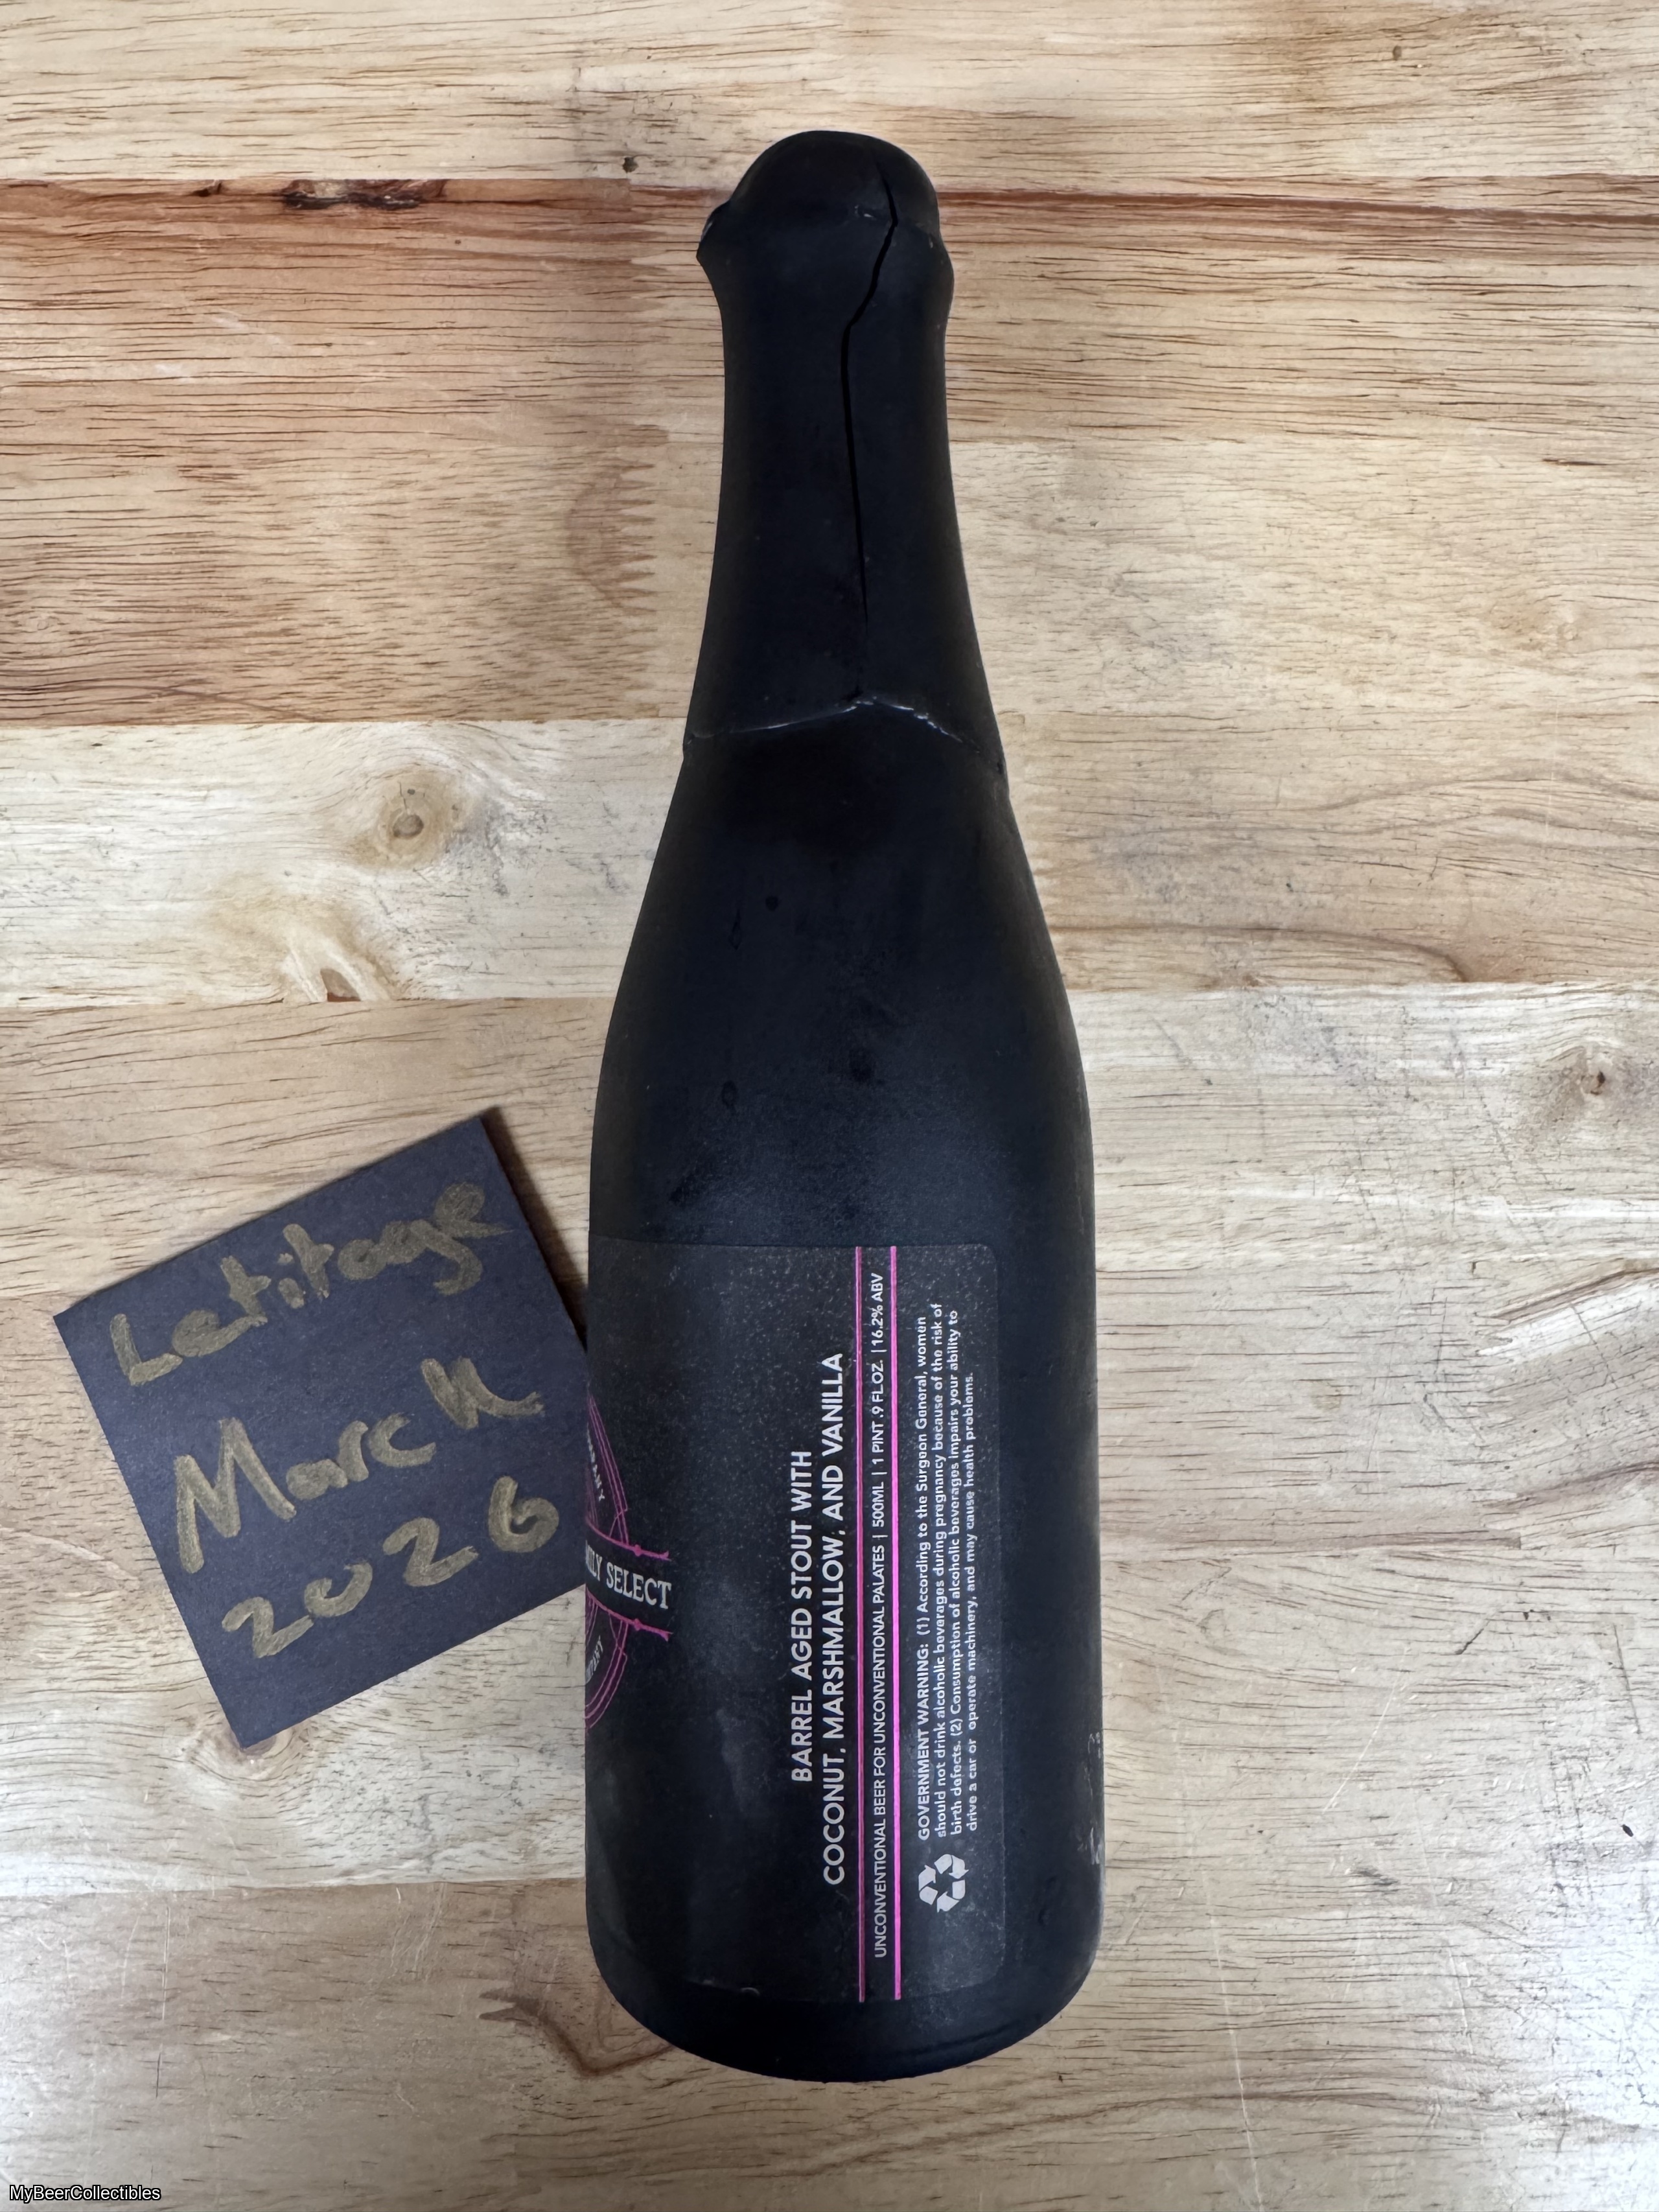 Letitage
March
2026
SELECT
BARREL AGED STOUT WITH
COCONUT, MARSHMALLOW, AND VANILLA
UNCONVENTIONAL BEER FOR UNCONVENTIONAL PALATES | 500ML | 1 PINT .9 FL.OZ. | 16.2% ABV
GOVERNMENT WARNING: (1) According to the Surgeon General, women
should not drink alcoholic beverages during pregnancy because of the risk of
birth defects. (2) Consumption of alcoholic beverages impairs your ability to
drive a car or operate machinery, and may cause health problems.
MyBeerCollectibles